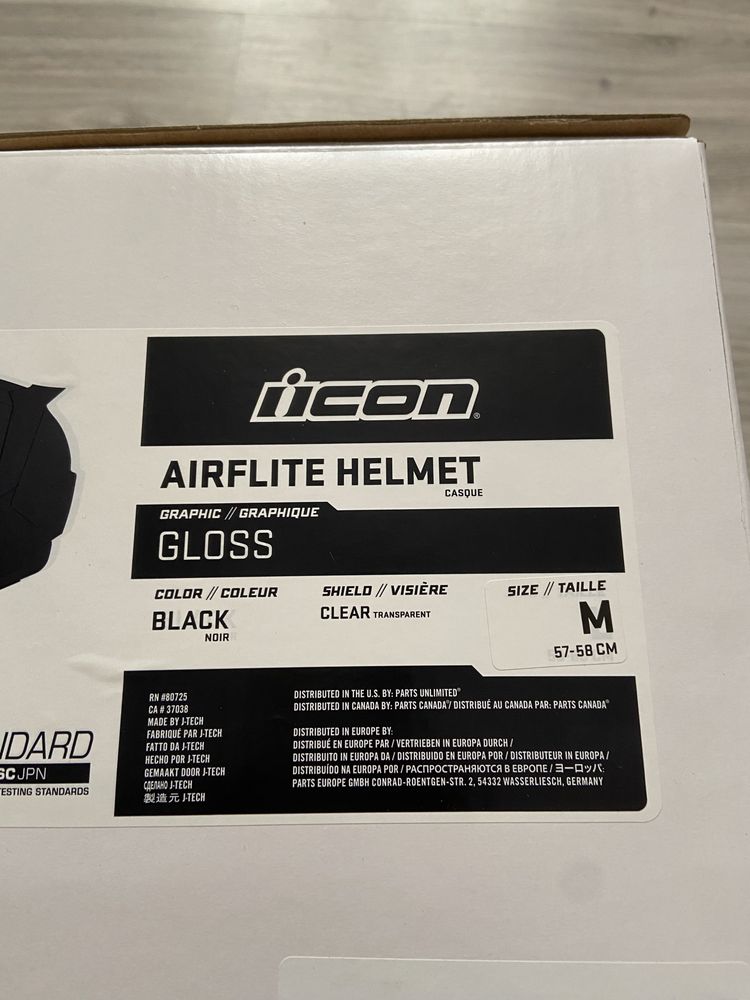 icon®
AIRFLITE HELMET
CASQUE
GRAPHIC // GRAPHIQUE
GLOSS
COLOR // COULEUR
BLACK
NOIR
SHIELD // VISIÈRE
CLEAR TRANSPARENT
SIZE // TAILLE
M
57-58 CM
RN #80725
CA # 37038
MADE BY J-TECH
FABRIQUÉ PAR J-TECH
FATTO DA J-TECH
HECHO POR J-TECH
GEMAAKT DOOR J-TECH
СДЕЛАНО J-TECH
製造元 J-TECH
DISTRIBUTED IN THE U.S. BY: PARTS UNLIMITED®
DISTRIBUTED IN CANADA BY: PARTS CANADA®/ DISTRIBUÉ AU CANADA PAR: PARTS CANADA®
DISTRIBUTED IN EUROPE BY:
DISTRIBUÉ EN EUROPE PAR / VERTRIEBEN IN EUROPA DURCH /
DISTRIBUITO IN EUROPA DA / DISTRIBUIDO EN EUROPA POR / DISTRIBUTEUR IN EUROPA /
DISTRIBUÍDO NA EUROPA POR / РАСПРОСТРАНЯЮТСЯ В ЕВРОПЕ / ヨーロッパ:
PARTS EUROPE GMBH CONRAD-ROENTGEN-STR. 2, 54332 WASSERLIESCH, GERMANY
NDARD
SC JPN
TESTING STANDARDS